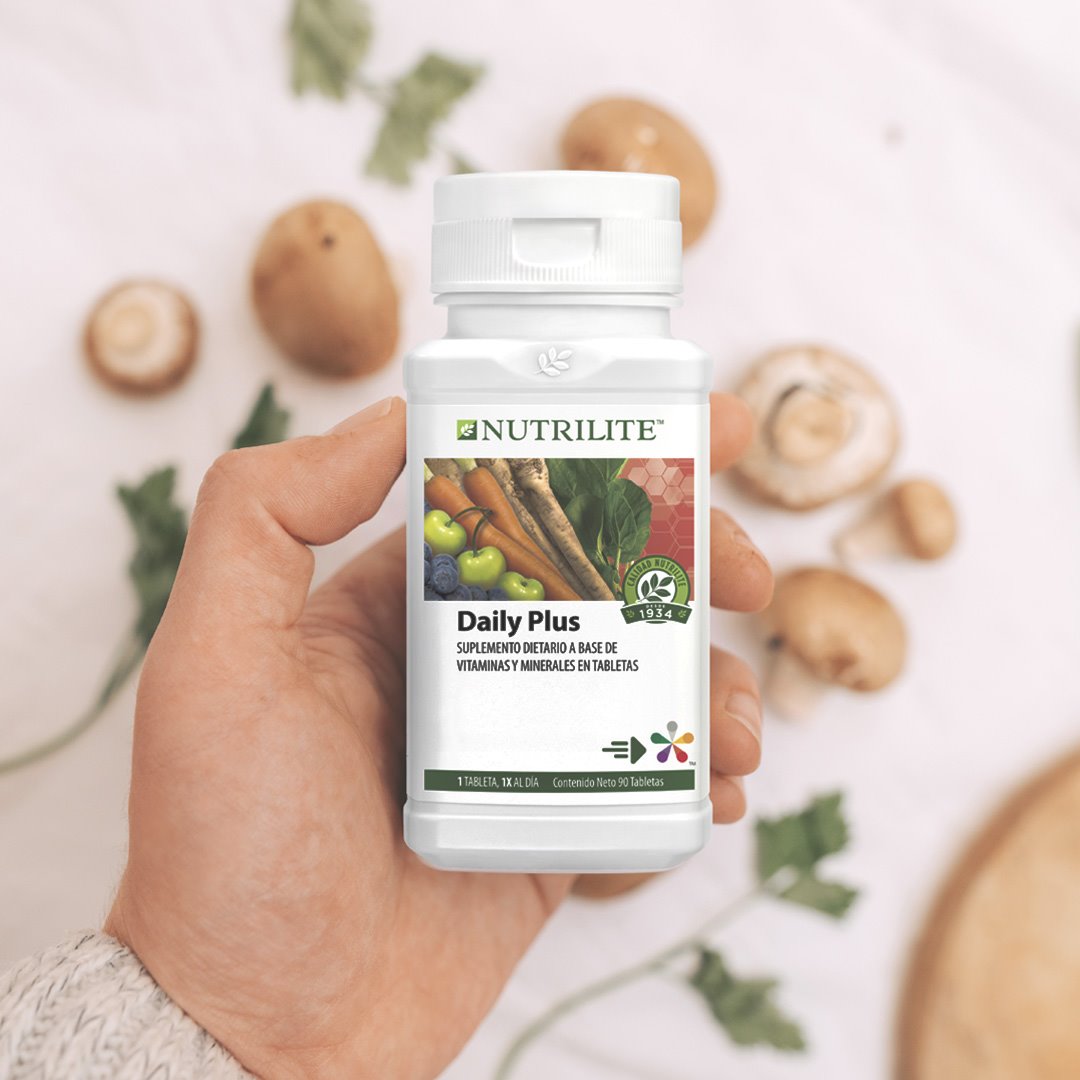 NUTRILITE™
CALIDAD NUTRILITE
DESDE
1934
Daily Plus
SUPLEMENTO DIETARIO A BASE DE
VITAMINAS Y MINERALES EN TABLETAS
TM
1 TABLETA, 1X AL DÍA Contenido Neto 90 Tabletas